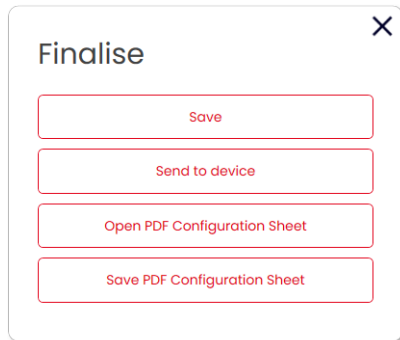 Finalise
Save
Send to device
Open PDF Configuration Sheet
Save PDF Configuration Sheet